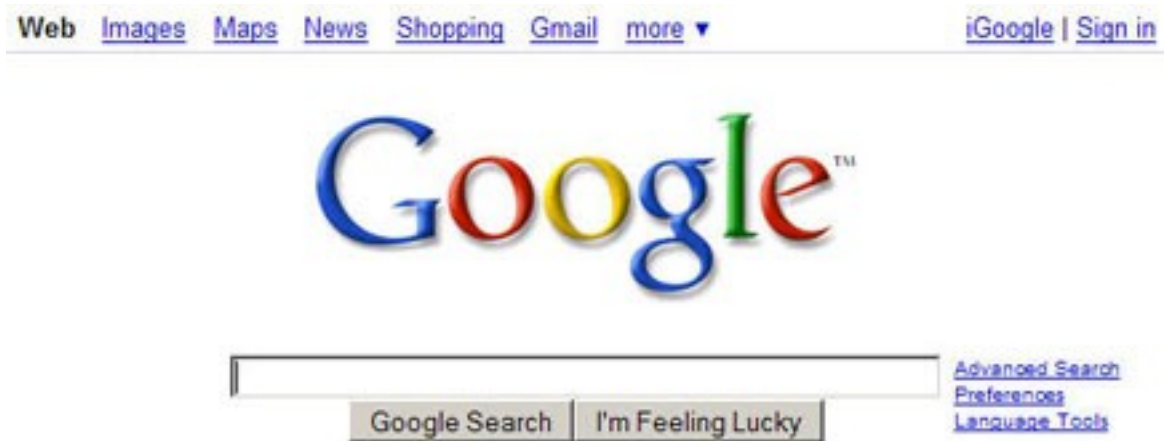 Web Images Maps News Shopping Gmail more ▼ iGoogle | Sign in
Google™
Advanced Search
Preferences
Language Tools
Google Search I'm Feeling Lucky